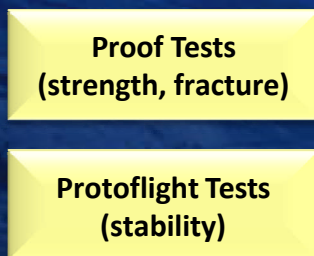 Proof Tests
(strength, fracture)
Protoflight Tests
(stability)